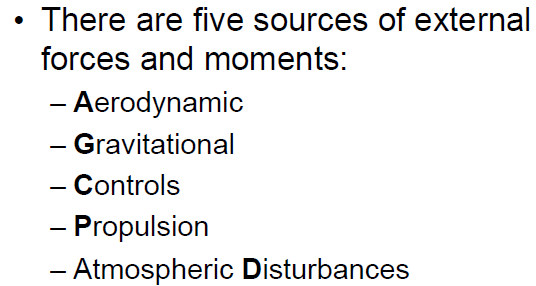 • There are five sources of external
forces and moments:
– Aerodynamic
– Gravitational
– Controls
– Propulsion
– Atmospheric Disturbances